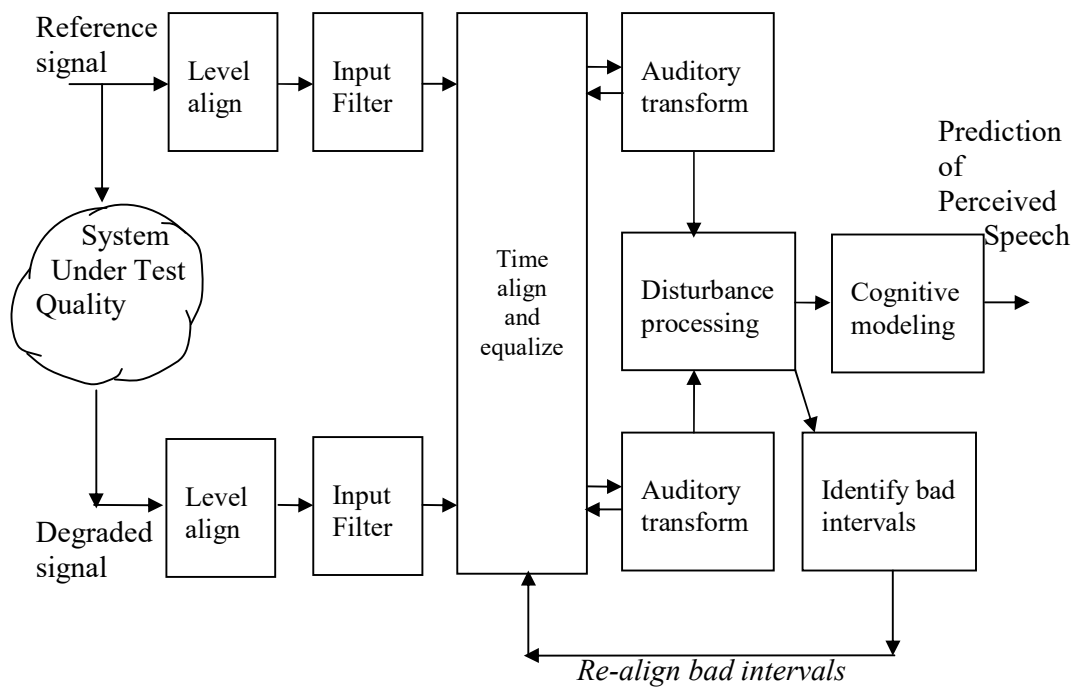 Reference
signal
Level
align
Input
Filter
Time
align
and
equalize
Auditory
transform
Prediction
of
Perceived
Speech
System
Under Test
Quality
Disturbance
processing
Cognitive
modeling
Degraded
signal
Level
align
Input
Filter
Auditory
transform
Identify bad
intervals
Re-align bad intervals